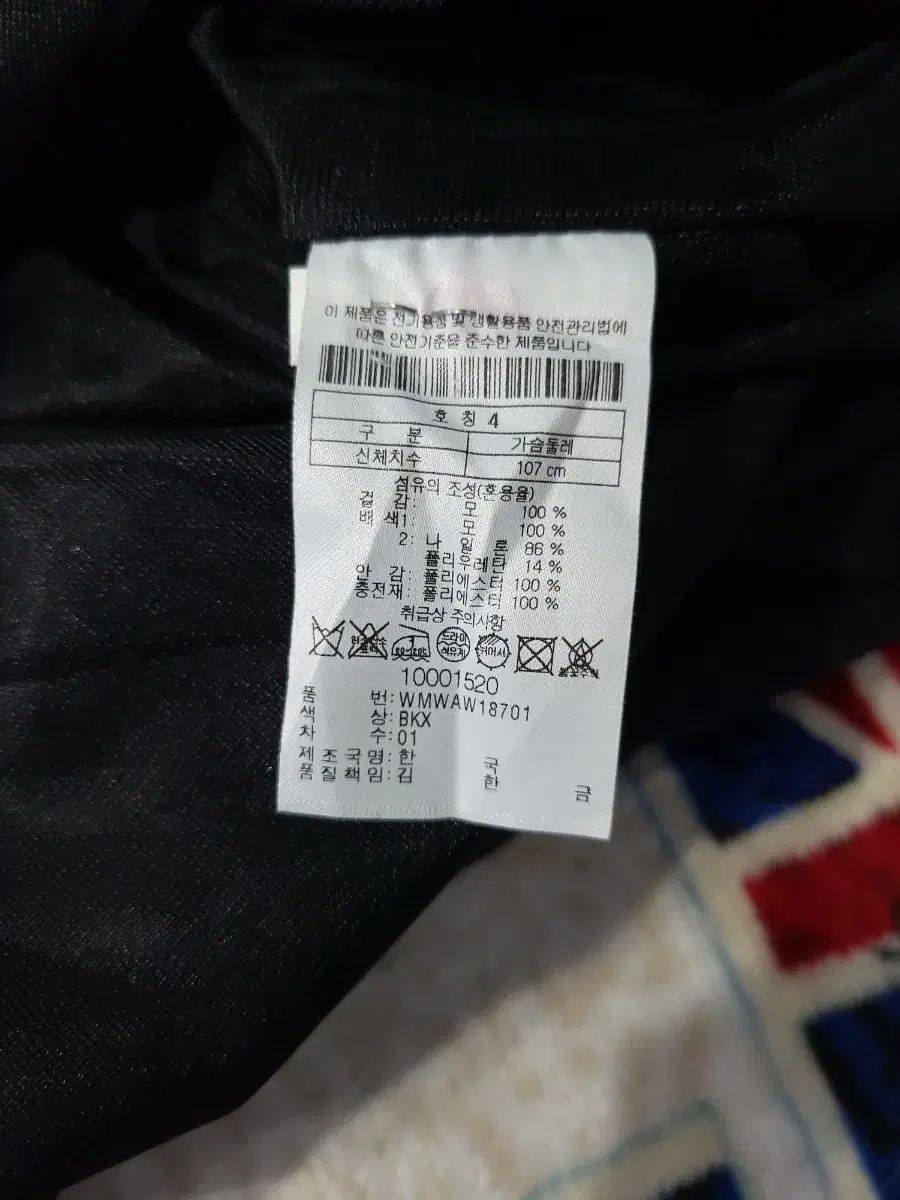 이 제품은 전기용품 및 생활용품 안전관리법에
따른 안전기준을 준수한 제품입니다
호 칭 4
구 분 가슴둘레
신체치수 107 cm
섬유의 조성(혼용율)
겉 감: 모 100 %
배 색1: 모 100 %
2: 나 일 론 86 %
폴리우레탄 14 %
안 감: 폴리에스터 100 %
충전재: 폴리에스터 100 %
취급상 주의사항
드라이
석유계
10001520
품 번: WMWAW18701
색 상: BKX
차 수: 01
제 조 국 명: 한 국
품 질 책 임: 김 한 금